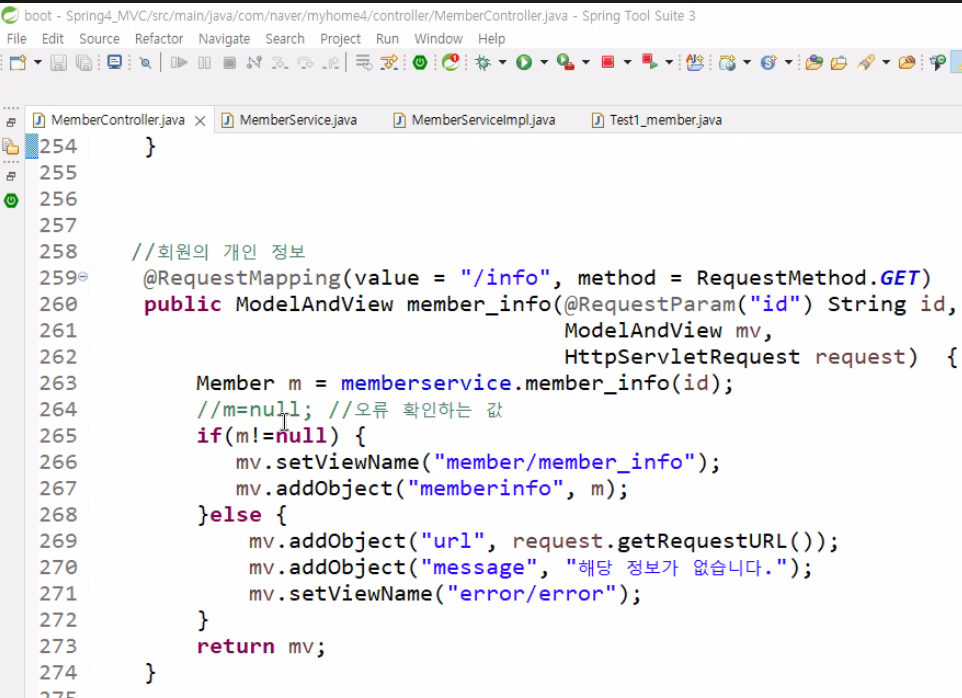 boot - Spring4_MVC/src/main/java/com/naver/myhome4/controller/MemberController.java - Spring Tool Suite 3
File Edit Source Refactor Navigate Search Project Run Window Help
MemberController.java MemberService.java MemberServiceImpl.java Test1_member.java
254 }
255
256
257
258 //회원의 개인 정보
259 @RequestMapping(value = "/info", method = RequestMethod.GET)
260 public ModelAndView member_info(@RequestParam("id") String id,
261 ModelAndView mv,
262 HttpServletRequest request) {
263 Member m = memberservice.member_info(id);
264 //m=null; //오류 확인하는 값
265 if(m!=null) {
266 mv.setViewName("member/member_info");
267 mv.addObject("memberinfo", m);
268 }else {
269 mv.addObject("url", request.getRequestURL());
270 mv.addObject("message", "해당 정보가 없습니다.");
271 mv.setViewName("error/error");
272 }
273 return mv;
274 }